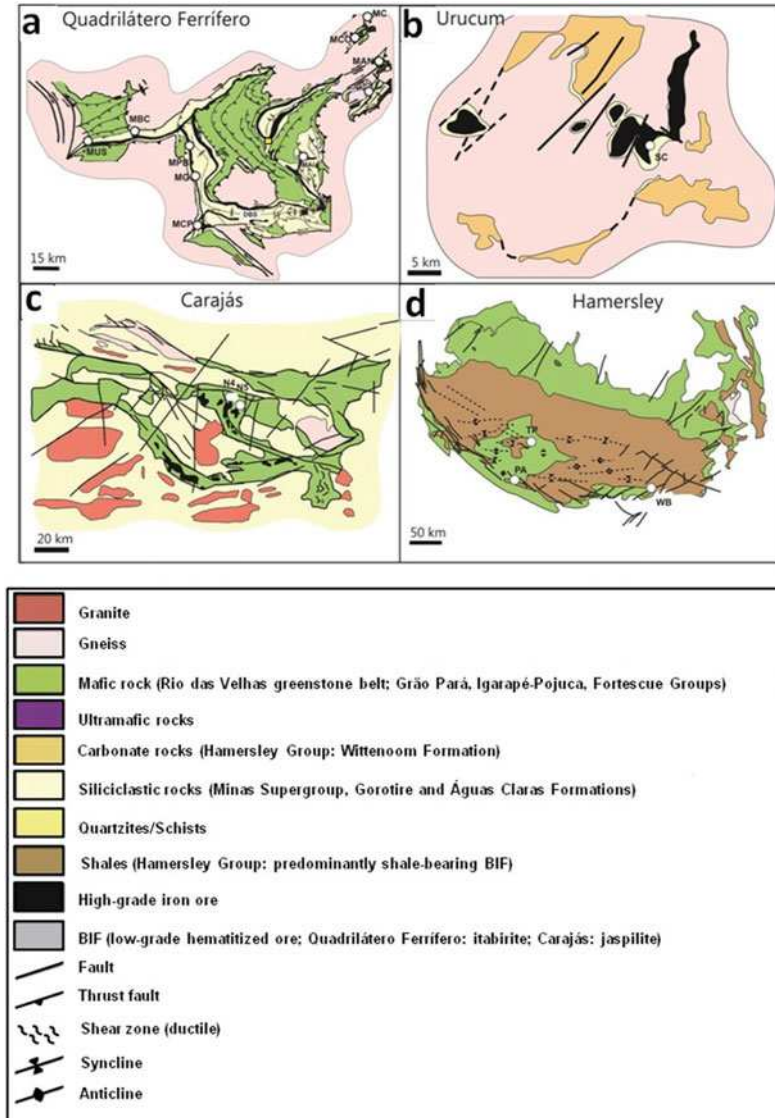 a Quadrilátero Ferrífero
MC
MCO
MAN
MBC
MUS
MPB
MG
MCP
DBS
15 km
b Urucum
SC
5 km
c Carajás
N4
N5
20 km
d Hamersley
TP
PA
WB
50 km
Granite
Gneiss
Mafic rock (Rio das Velhas greenstone belt; Grão Pará, Igarapé-Pojuca, Fortescue Groups)
Ultramafic rocks
Carbonate rocks (Hamersley Group: Wittenoom Formation)
Siliciclastic rocks (Minas Supergroup, Gorotire and Águas Claras Formations)
Quartzites/Schists
Shales (Hamersley Group: predominantly shale-bearing BIF)
High-grade iron ore
BIF (low-grade hematitized ore; Quadrilátero Ferrífero: itabirite; Carajás: jaspilite)
Fault
Thrust fault
Shear zone (ductile)
Syncline
Anticline